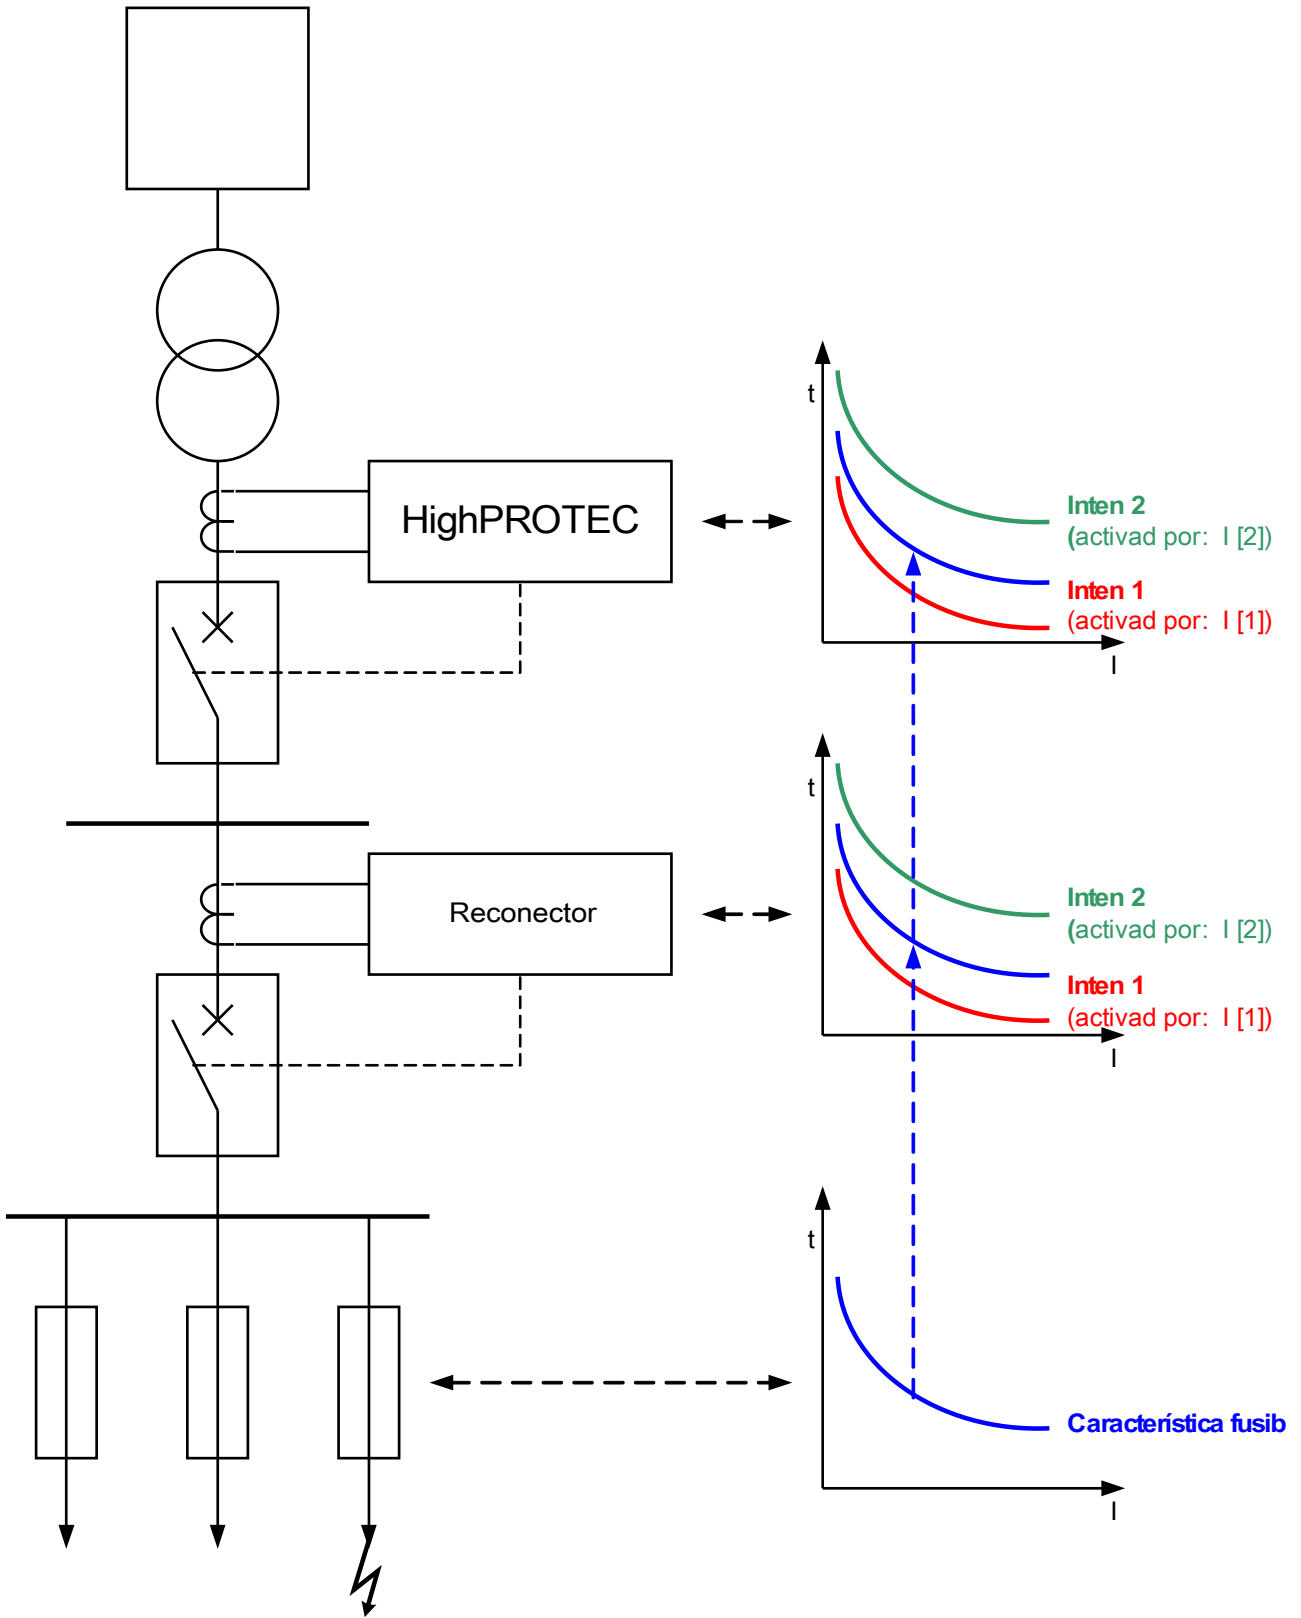 HighPROTEC
t
Inten 2
(activad por: I [2])
Inten 1
(activad por: I [1])
I
Reconector
t
Inten 2
(activad por: I [2])
Inten 1
(activad por: I [1])
I
t
Característica fusib
I